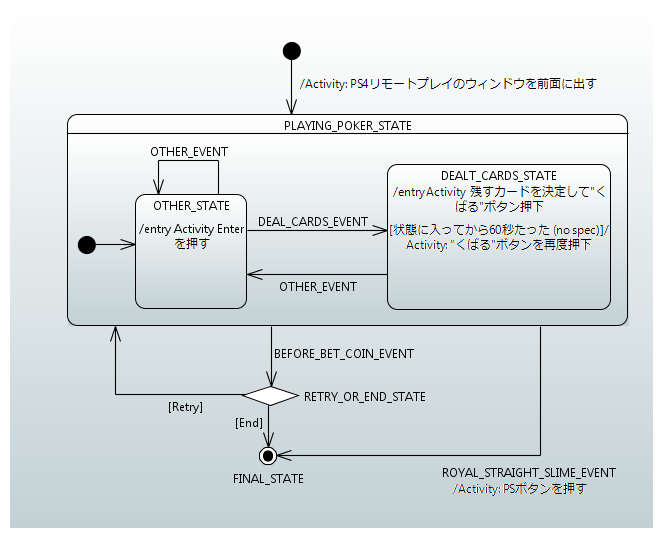 /Activity: PS4リモートプレイのウィンドウを前面に出す
PLAYING_POKER_STATE
OTHER_EVENT
OTHER_STATE
/entry Activity Enter
を押す
DEAL_CARDS_EVENT
OTHER_EVENT
DEALT_CARDS_STATE
/entryActivity 残すカードを決定して"く
ばる"ボタン押下
[状態に入ってから60秒たった (no spec)]/
Activity: "くばる"ボタンを再度押下
BEFORE_BET_COIN_EVENT
RETRY_OR_END_STATE
[Retry]
[End]
FINAL_STATE
ROYAL_STRAIGHT_SLIME_EVENT
/Activity: PSボタンを押す